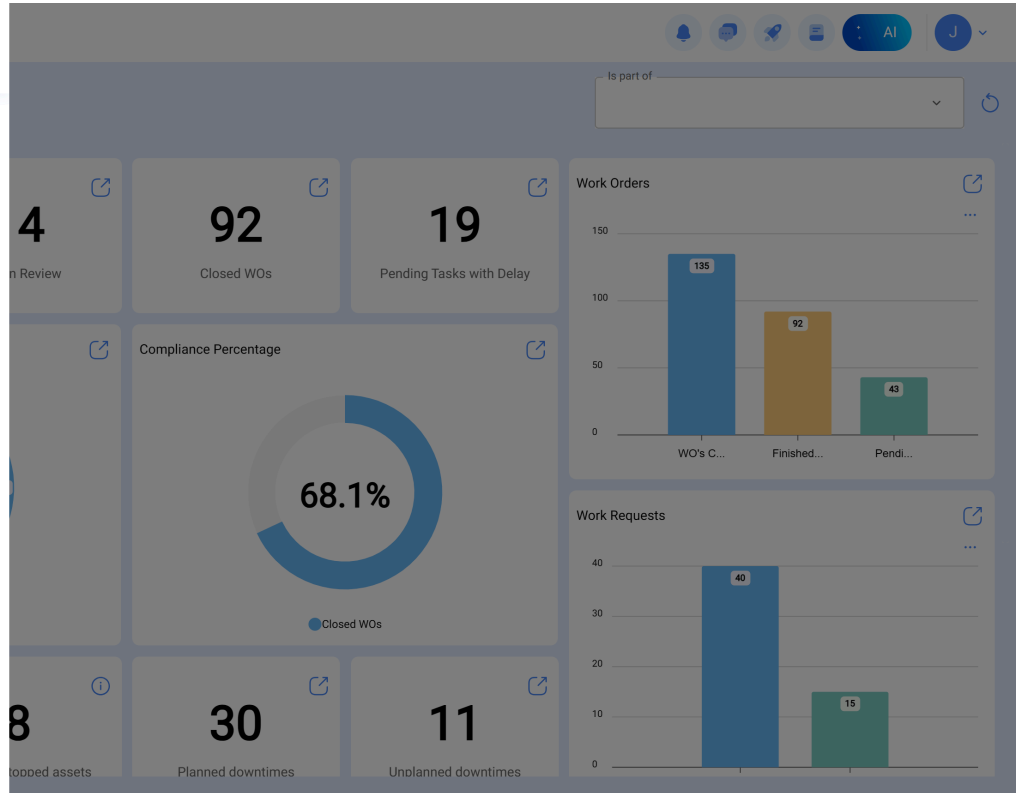 AI
J
Is part of
4
n Review
92
Closed WOs
19
Pending Tasks with Delay
Work Orders
...
150
100
50
0
135
92
43
WO's C...
Finished...
Pendi...
Compliance Percentage
68.1%
Closed WOs
Work Requests
...
40
30
20
10
0
40
15
8
topped assets
30
Planned downtimes
11
Unplanned downtimes